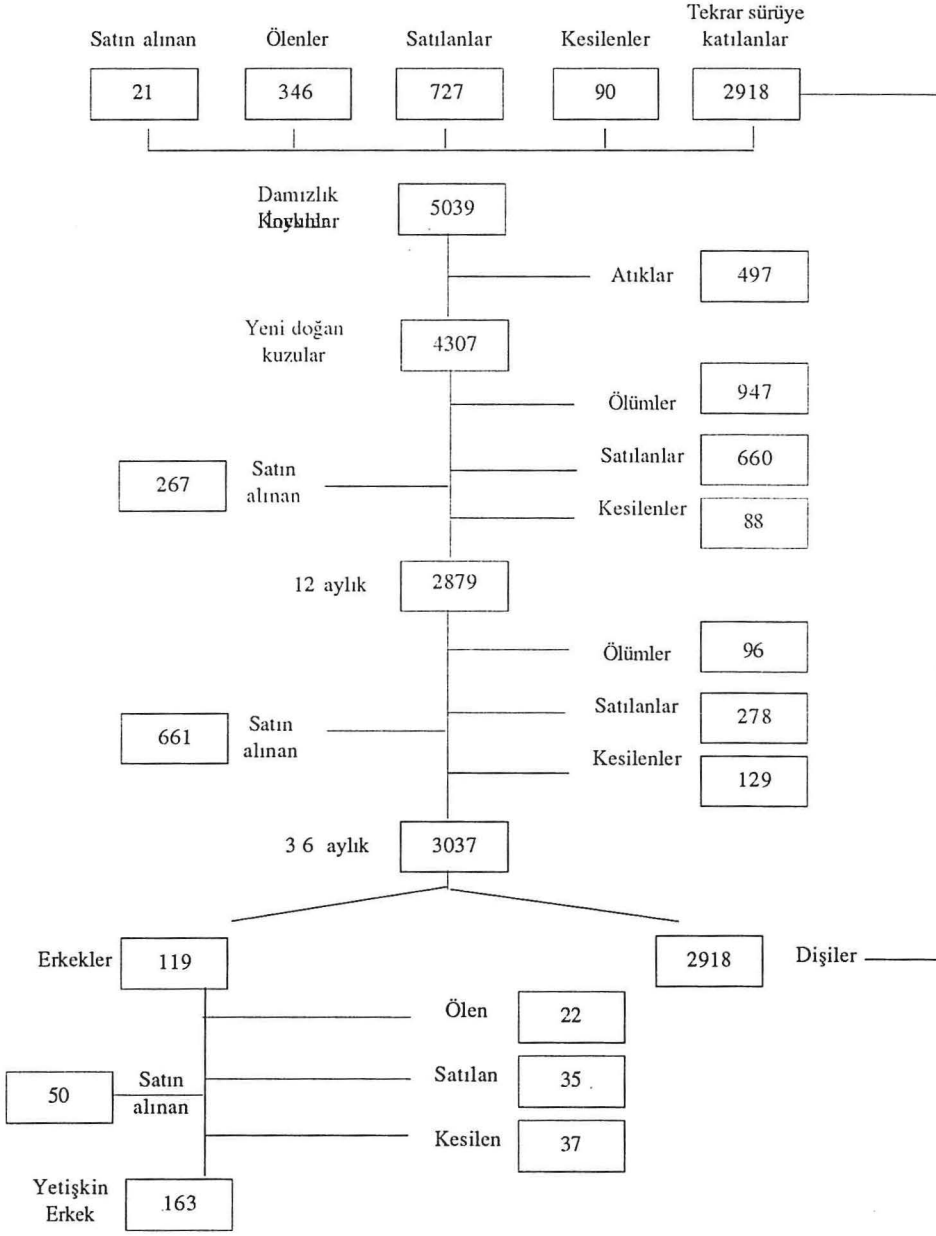 Satın alınan Ölenler Satılanlar Kesilenler Tekrar sürüye
katılanlar
21 346 727 90 2918
Damızlık
Koyunlar
5039
Atıklar 497
Yeni doğan
kuzular
4307
Ölümler 947
Satılanlar 660
267 Satın
alınan
Kesilenler 88
12 aylık 2879
Ölümler 96
Satılanlar 278
661 Satın
alınan
Kesilenler 129
3 6 aylık 3037
Erkekler 119 2918 Dişiler
Ölen 22
Satılan 35
50 Satın
alınan
Kesilen 37
Yetişkin
Erkek
163